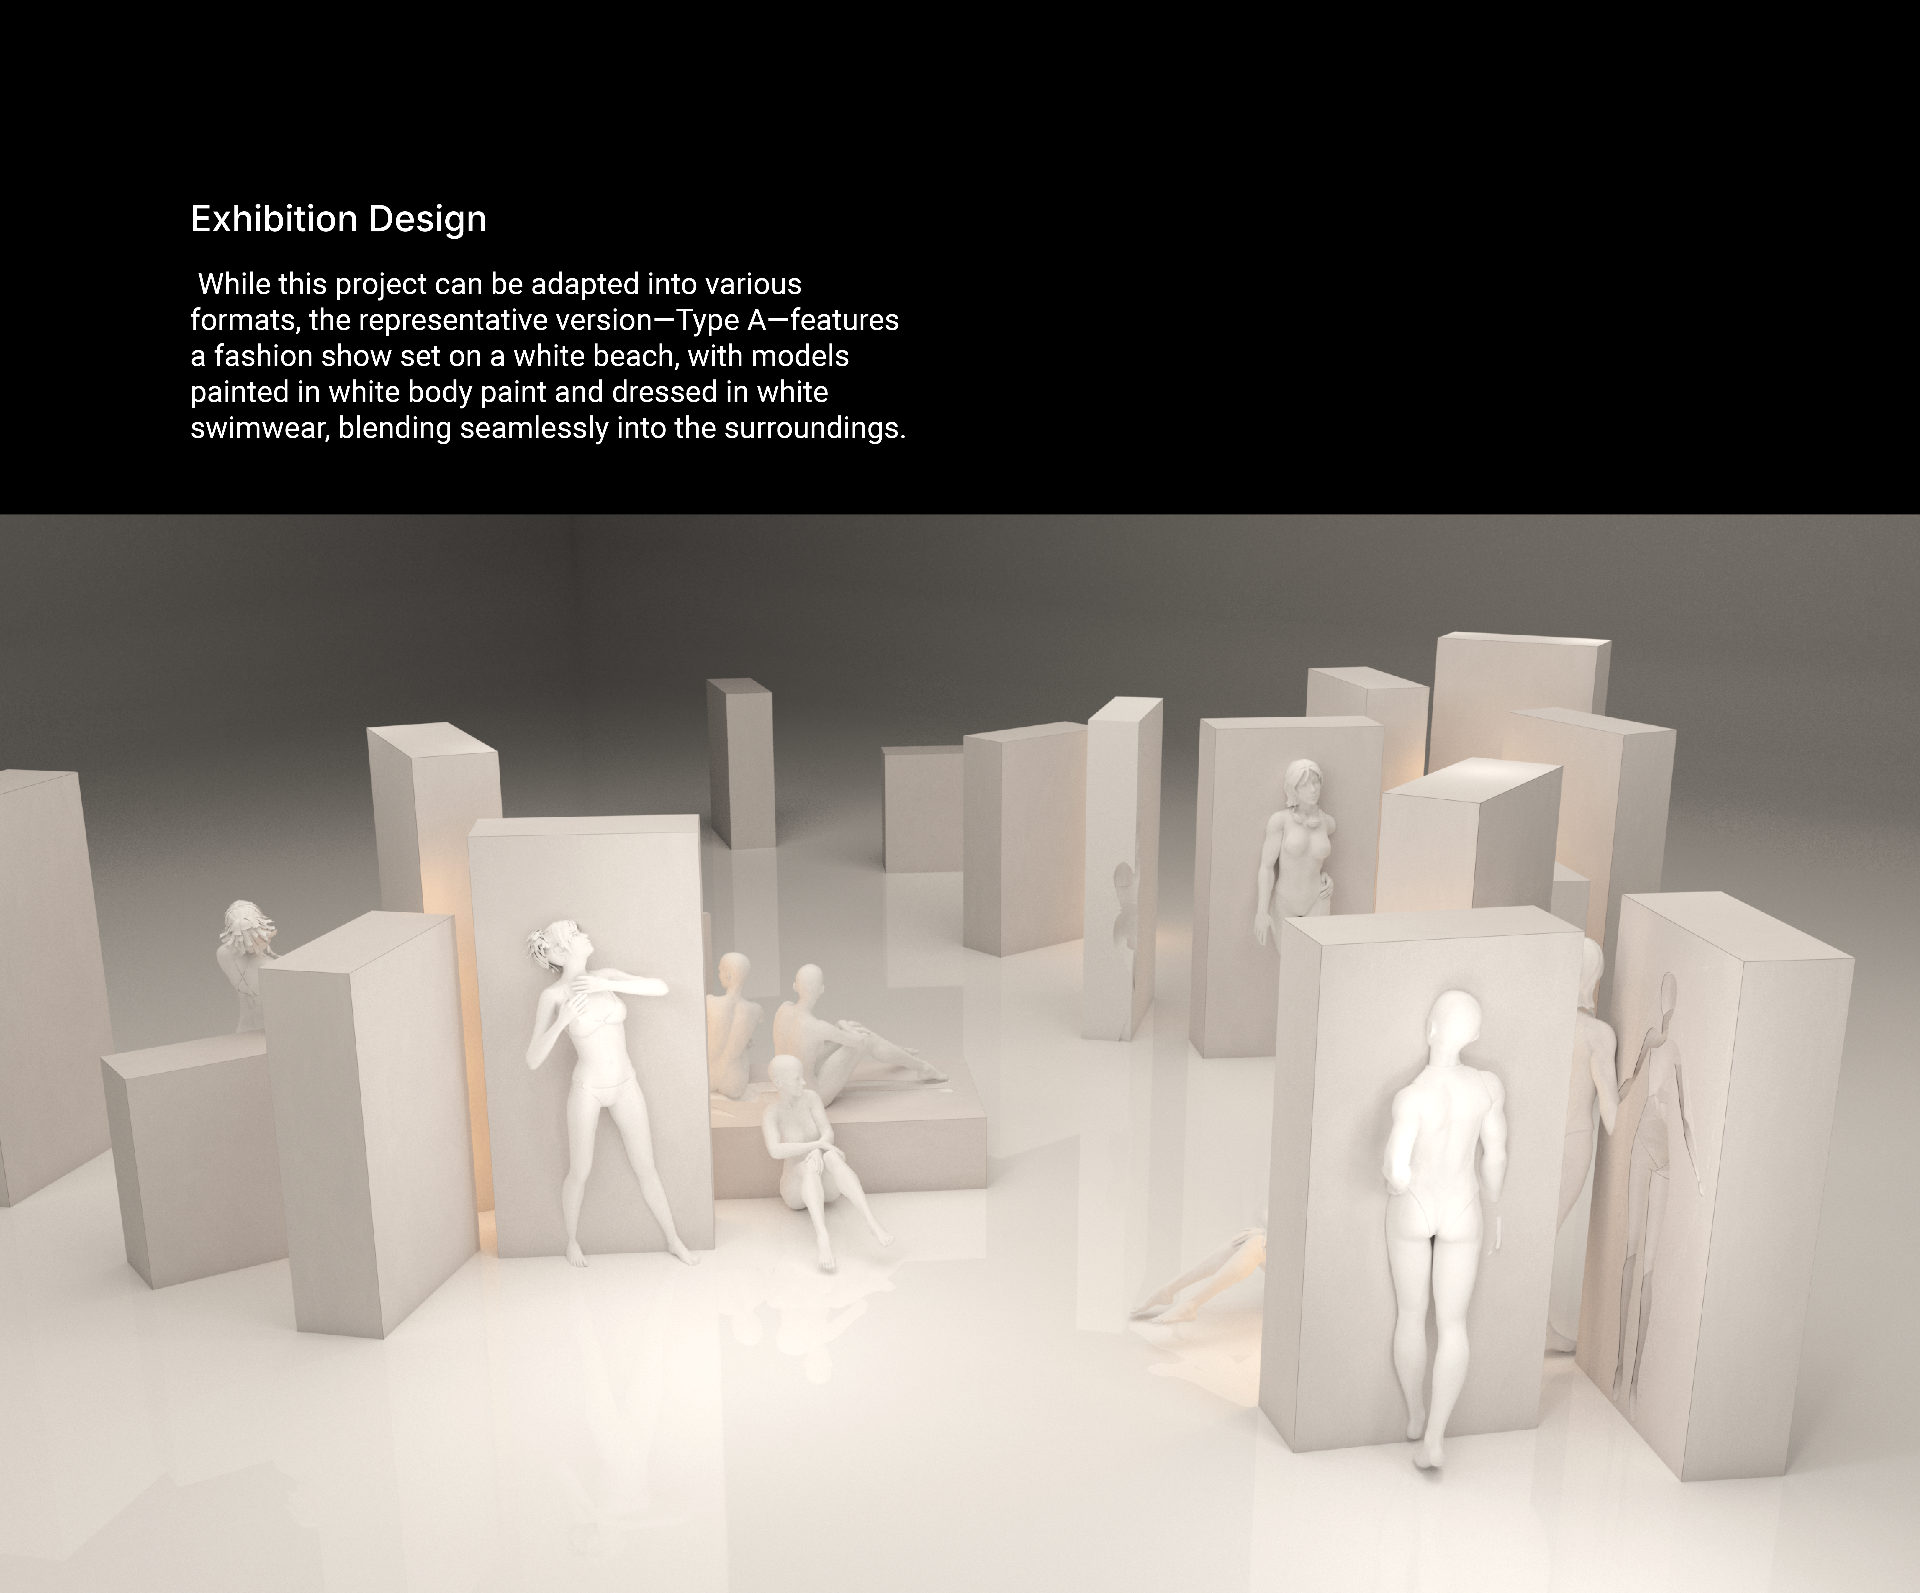 Exhibition Design
While this project can be adapted into various
formats, the representative version—Type A—features
a fashion show set on a white beach, with models
painted in white body paint and dressed in white
swimwear, blending seamlessly into the surroundings.